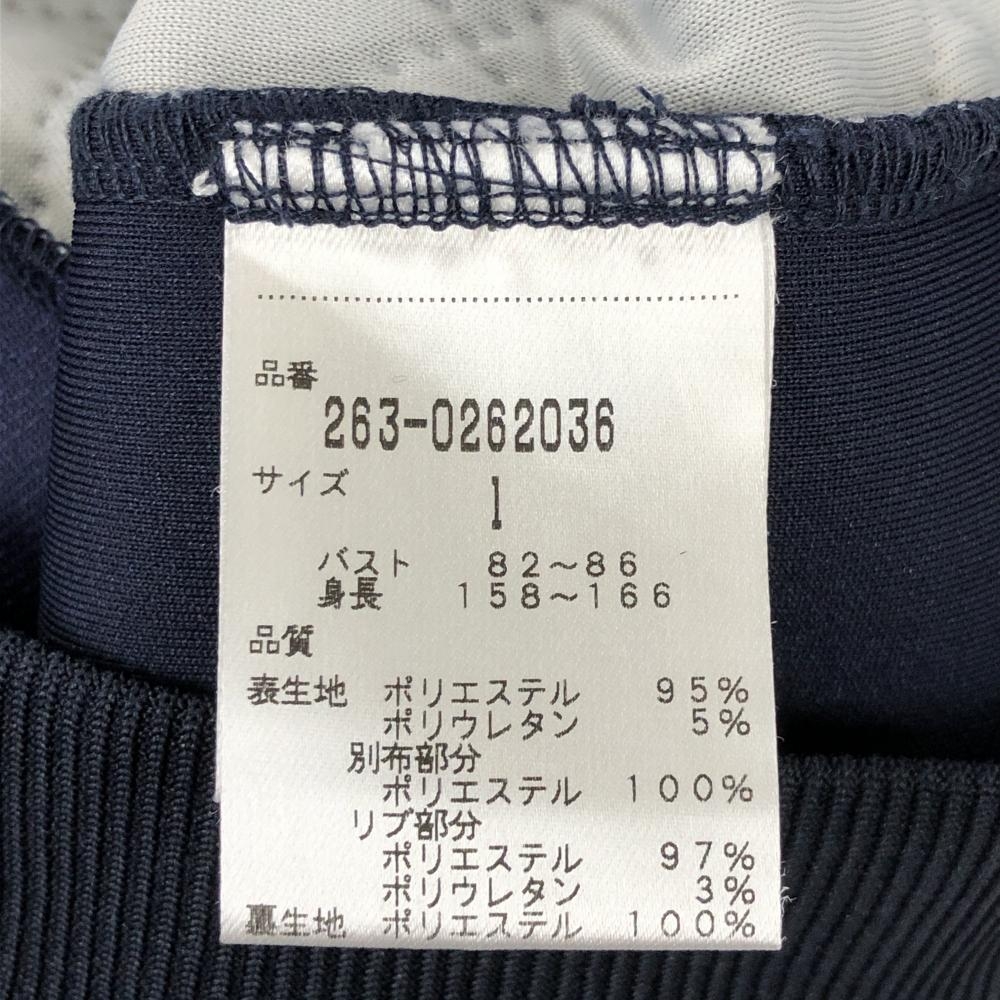 品番
263-0262036
サイズ 1
バスト 82〜86
身長 158〜166
品質
表生地 ポリエステル 95%
ポリウレタン 5%
別布部分
ポリエステル 100%
リブ部分
ポリエステル 97%
ポリウレタン 3%
裏生地 ポリエステル 100%